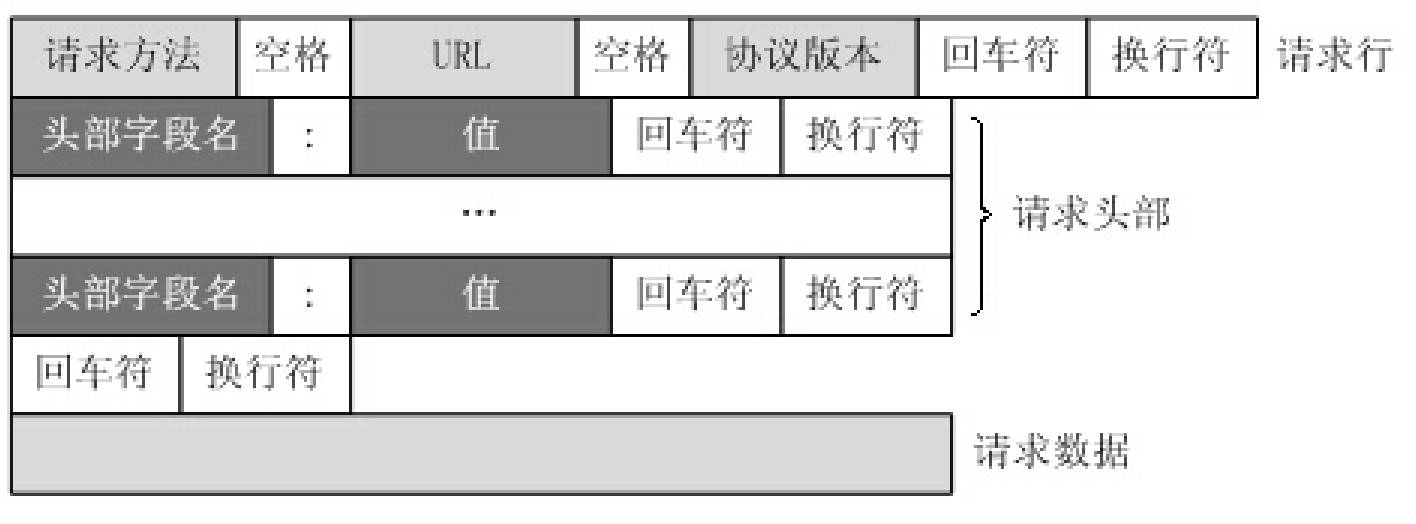 请求方法 空格 URL 空格 协议版本 回车符 换行符 请求行
头部字段名 : 值 回车符 换行符
... 请求头部
头部字段名 : 值 回车符 换行符
回车符 换行符
请求数据